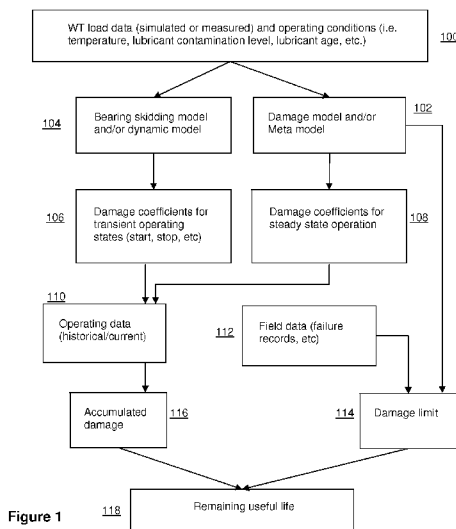 WT load data (simulated or measured) and operating conditions (i.e.
temperature, lubricant contamination level, lubricant age, etc.)
100
104
Bearing skidding model
and/or dynamic model
Damage model and/or
Meta model
102
106
Damage coefficients for
transient operating
states (start, stop, etc)
Damage coefficients for
steady state operation
108
110
Operating data
(historical/current)
112
Field data (failure
records, etc)
Accumulated
damage
116
114
Damage limit
Figure 1
118
Remaining useful life